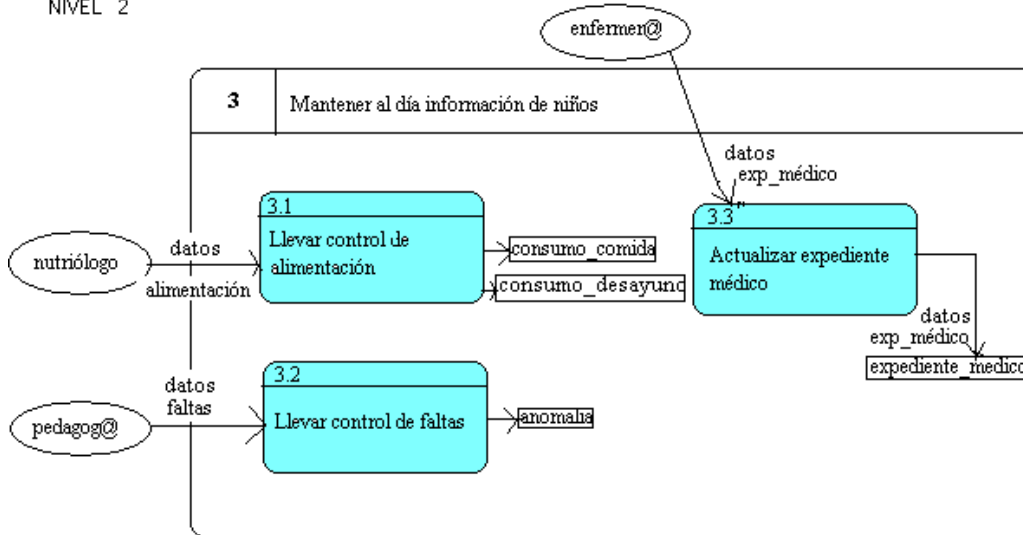 NIVEL 2
enfermer@
3
Mantener al día información de niños
datos
exp_médico
3.1
Llevar control de
alimentación
3.3
Actualizar expediente
médico
nutriólogo
datos
alimentación
consumo_comida
consumo_desayuno
datos
exp_médico
expediente_medico
3.2
Llevar control de faltas
datos
faltas
pedagog@
anomalia